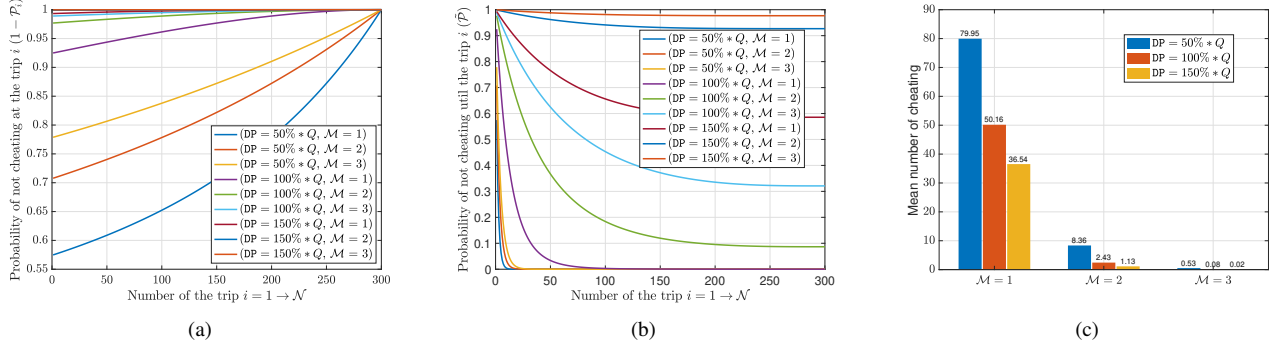 Probability of not cheating at the trip i (1 − P_i)
1
0.95
0.9
0.85
0.8
0.75
0.7
0.65
0.6
0.55
0 50 100 150 200 250 300
Number of the trip i = 1 → N
(DP = 50% * Q, M = 1)
(DP = 50% * Q, M = 2)
(DP = 50% * Q, M = 3)
(DP = 100% * Q, M = 1)
(DP = 100% * Q, M = 2)
(DP = 100% * Q, M = 3)
(DP = 150% * Q, M = 1)
(DP = 150% * Q, M = 2)
(DP = 150% * Q, M = 3)
(a)
Probability of not cheating util the trip i (P̄)
1
0.9
0.8
0.7
0.6
0.5
0.4
0.3
0.2
0.1
0
0 50 100 150 200 250 300
Number of the trip i = 1 → N
(DP = 50% * Q, M = 1)
(DP = 50% * Q, M = 2)
(DP = 50% * Q, M = 3)
(DP = 100% * Q, M = 1)
(DP = 100% * Q, M = 2)
(DP = 100% * Q, M = 3)
(DP = 150% * Q, M = 1)
(DP = 150% * Q, M = 2)
(DP = 150% * Q, M = 3)
(b)
Mean number of cheating
90
80
70
60
50
40
30
20
10
0
79.95
50.16
36.54
8.36
2.43
1.13
0.53 0.08 0.02
M = 1 M = 2 M = 3
DP = 50% * Q
DP = 100% * Q
DP = 150% * Q
(c)